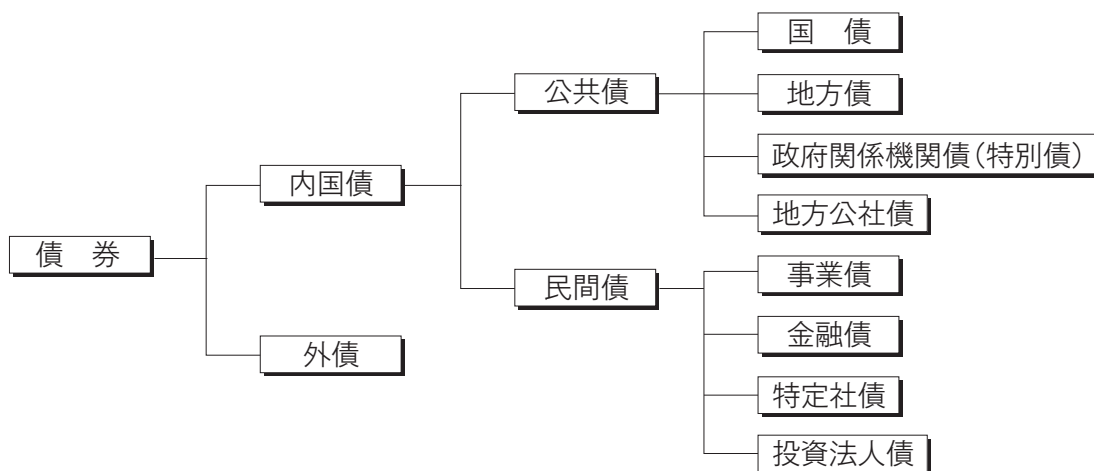 債　券
内国債
外債
公共債
民間債
国　債
地方債
政府関係機関債（特別債）
地方公社債
事業債
金融債
特定社債
投資法人債